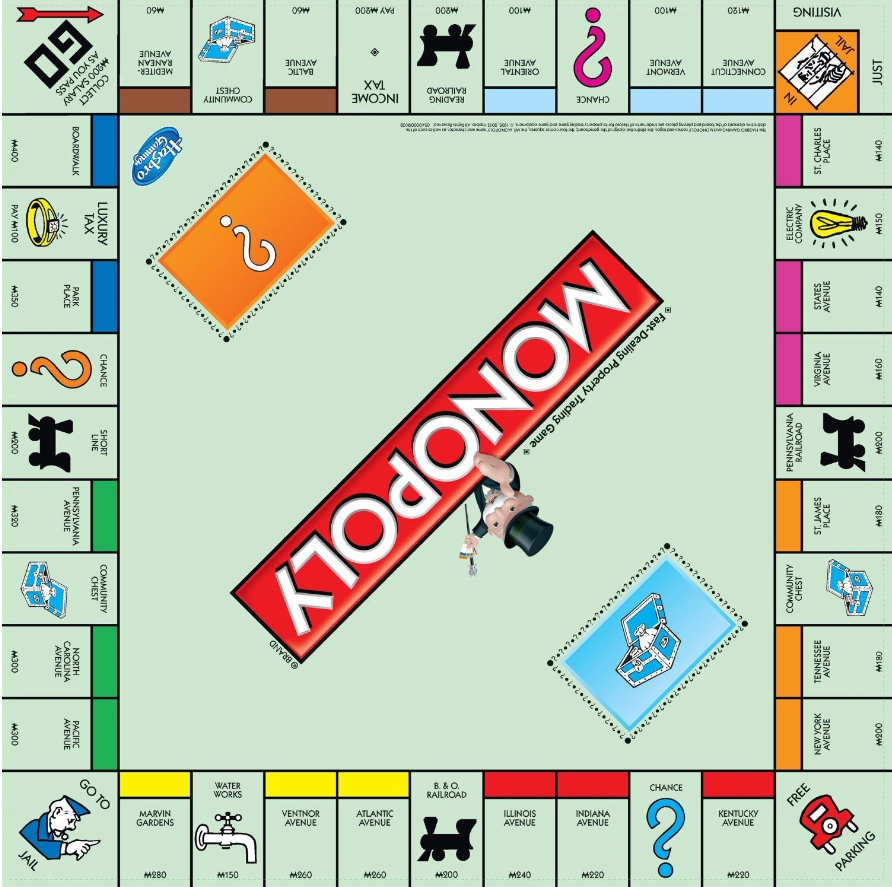 COLLECT
M200 SALARY
AS YOU PASS
GO
MEDITER-
RANEAN
AVENUE
M60
COMMUNITY CHEST
BALTIC
AVENUE
M60
INCOME
TAX
PAY M200
READING
RAILROAD
M200
ORIENTAL
AVENUE
M100
CHANCE
VERMONT
AVENUE
M100
CONNECTICUT
AVENUE
M120
JUST
VISITING
IN
JAIL
ST. CHARLES
PLACE
M140
ELECTRIC
COMPANY
M150
STATES
AVENUE
M140
VIRGINIA
AVENUE
M160
PENNSYLVANIA
RAILROAD
M200
ST. JAMES
PLACE
M180
COMMUNITY
CHEST
TENNESSEE
AVENUE
M180
NEW YORK
AVENUE
M200
FREE
PARKING
KENTUCKY
AVENUE
M220
CHANCE
INDIANA
AVENUE
M220
ILLINOIS
AVENUE
M240
B. & O.
RAILROAD
M200
ATLANTIC
AVENUE
M260
VENTNOR
AVENUE
M260
WATER
WORKS
M150
MARVIN
GARDENS
M280
GO TO
JAIL
PACIFIC
AVENUE
M300
NORTH
CAROLINA
AVENUE
M300
COMMUNITY
CHEST
PENNSYLVANIA
AVENUE
M320
SHORT
LINE
M200
CHANCE
PARK
PLACE
M350
LUXURY
TAX
PAY M100
BOARDWALK
M400
Hasbro
Gaming
MONOPOLY
Fast-Dealing Property Trading Game
® BRAND